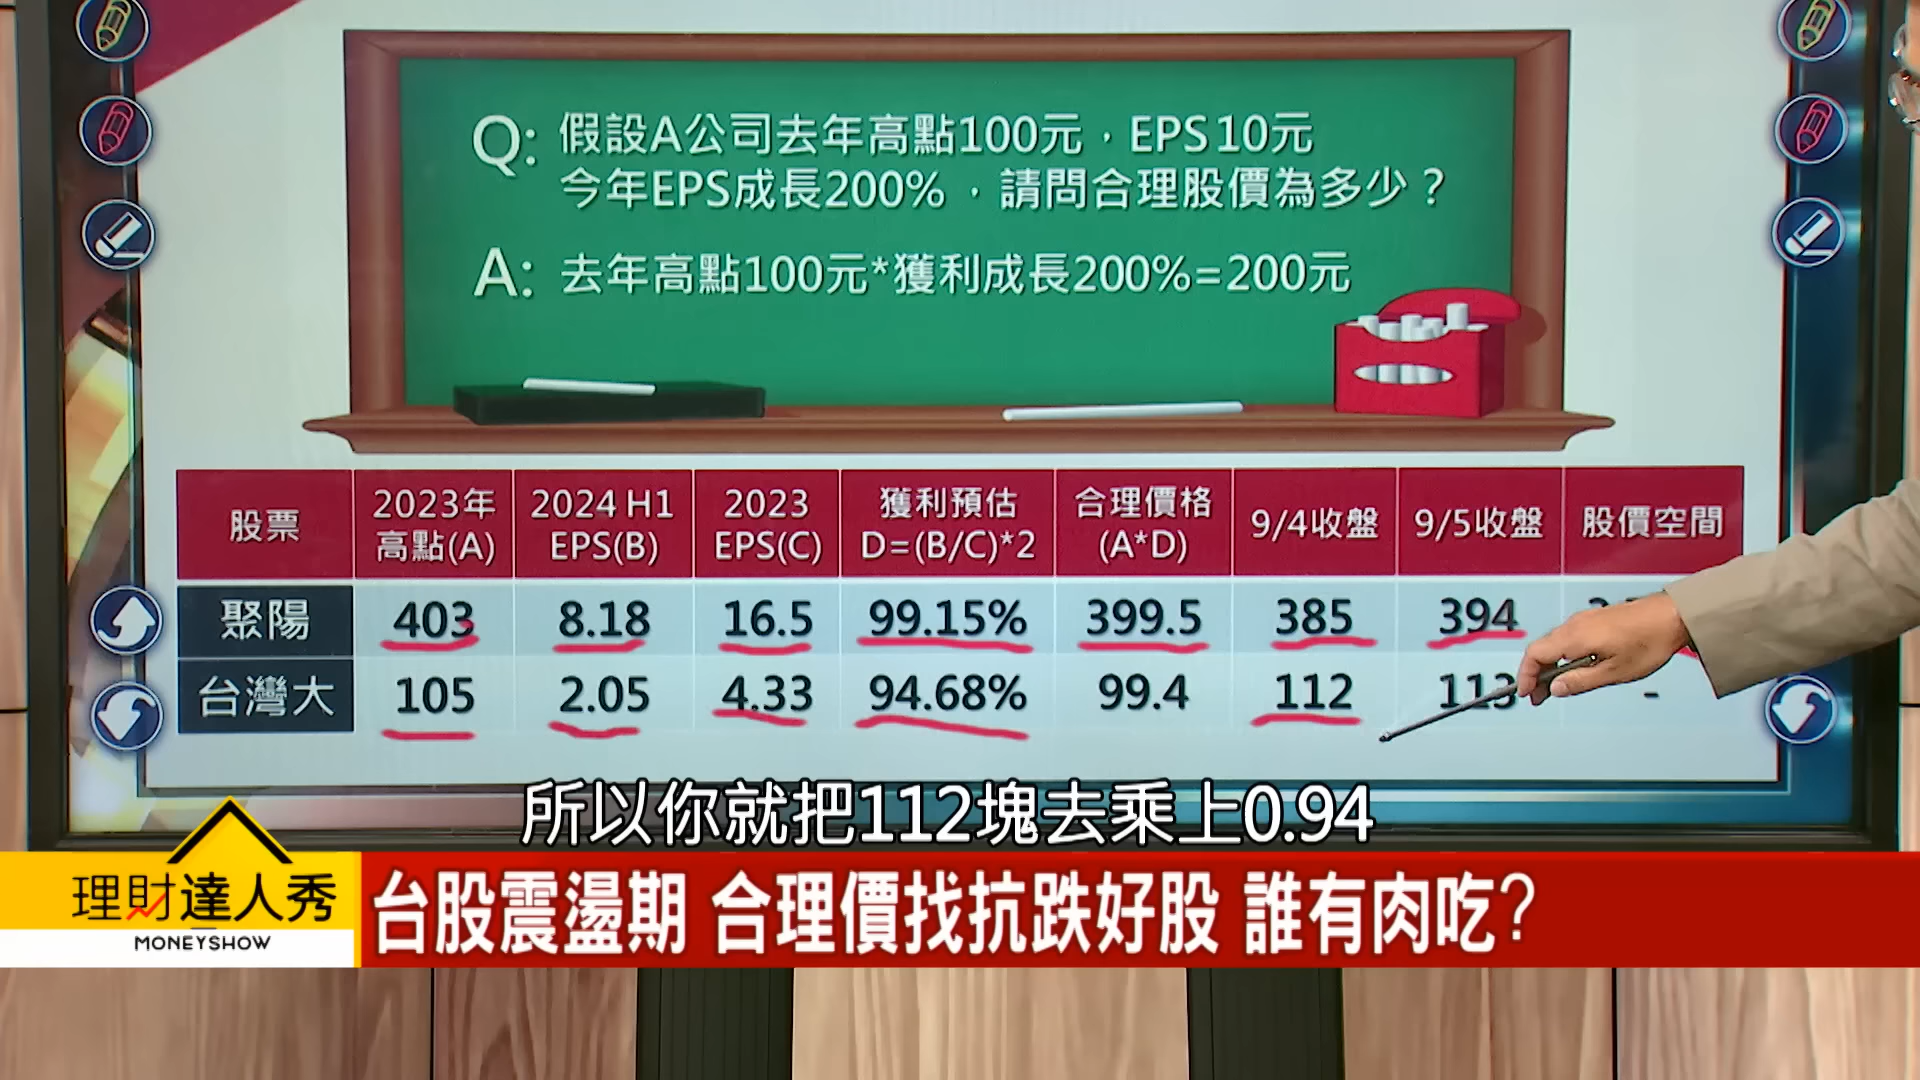 Q: 假設A公司去年高點100元，EPS10元
今年EPS成長200%，請問合理股價為多少？
A: 去年高點100元*獲利成長200%=200元
股票 2023年高點(A) 2024 H1 EPS(B) 2023 EPS(C) 獲利預估 D=(B/C)*2 合理價格 (A*D) 9/4收盤 9/5收盤 股價空間
聚陽 403 8.18 16.5 99.15% 399.5 385 394
台灣大 105 2.05 4.33 94.68% 99.4 112 113 -
所以你就把112塊去乘上0.94
理財達人秀
MONEYSHOW
台股震盪期 合理價找抗跌好股 誰有肉吃?